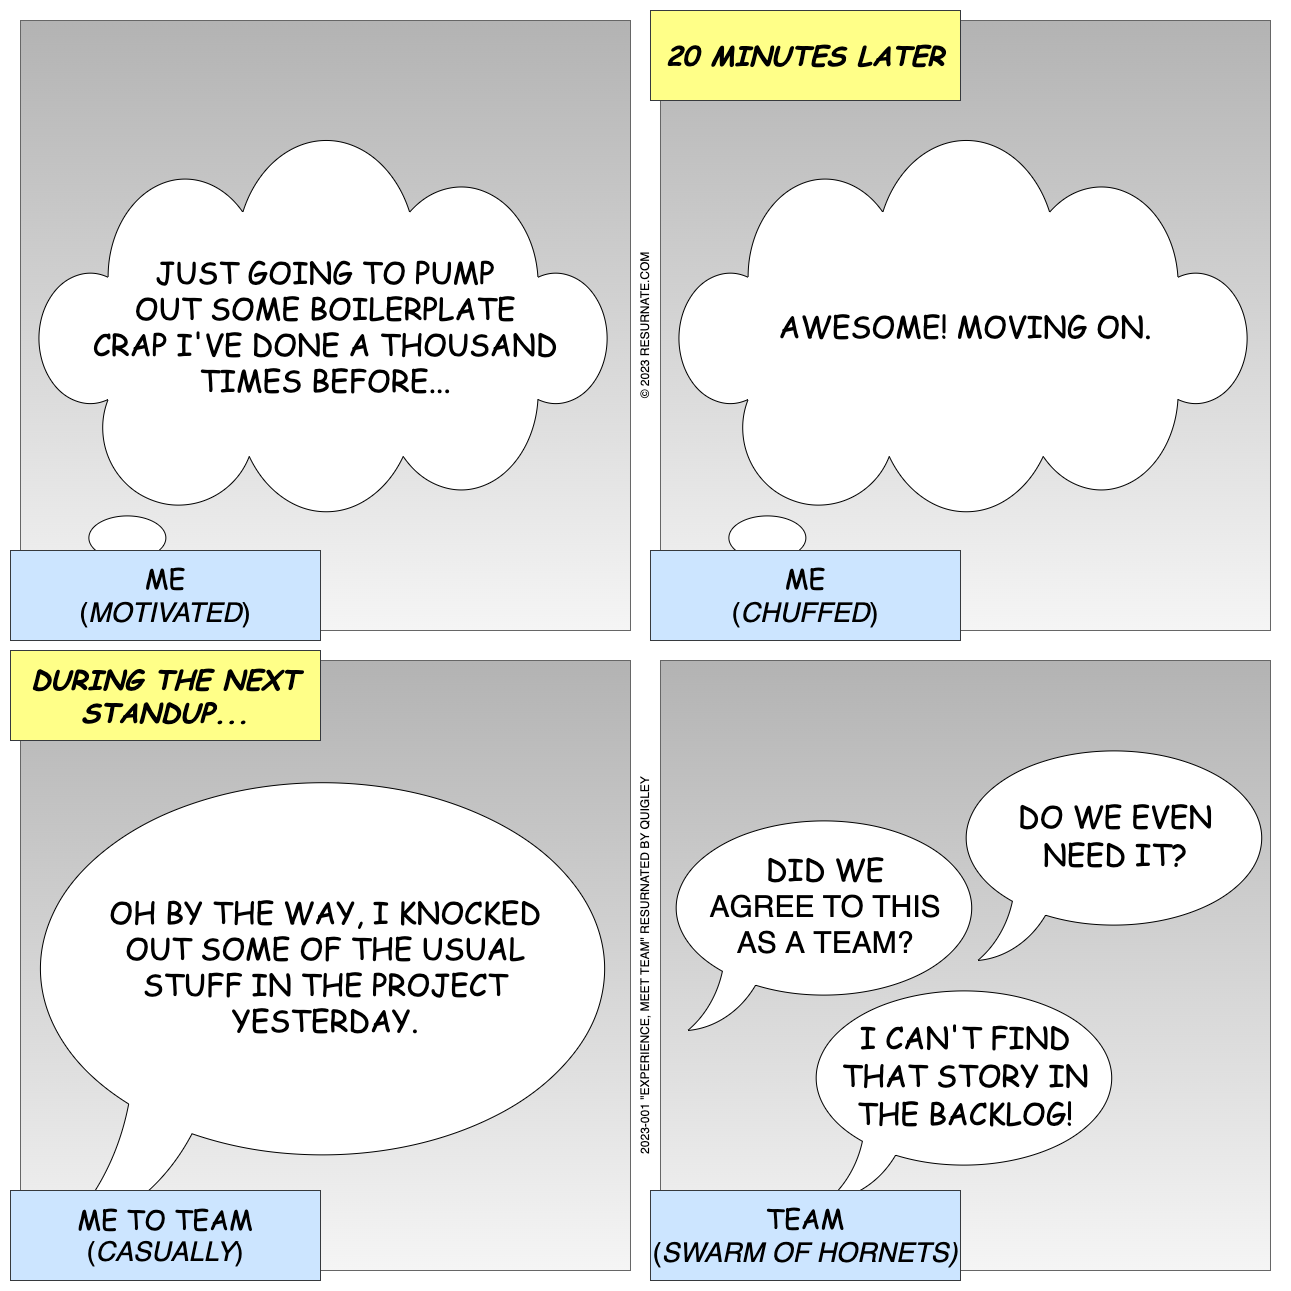 JUST GOING TO PUMP
OUT SOME BOILERPLATE
CRAP I'VE DONE A THOUSAND
TIMES BEFORE...
ME
(MOTIVATED)
20 MINUTES LATER
AWESOME! MOVING ON.
ME
(CHUFFED)
© 2023 RESURNATE.COM
DURING THE NEXT
STANDUP...
OH BY THE WAY, I KNOCKED
OUT SOME OF THE USUAL
STUFF IN THE PROJECT
YESTERDAY.
ME TO TEAM
(CASUALLY)
DID WE
AGREE TO THIS
AS A TEAM?
DO WE EVEN
NEED IT?
I CAN'T FIND
THAT STORY IN
THE BACKLOG!
TEAM
(SWARM OF HORNETS)
2023-001 "EXPERIENCE, MEET TEAM" RESURNATED BY QUIGLEY